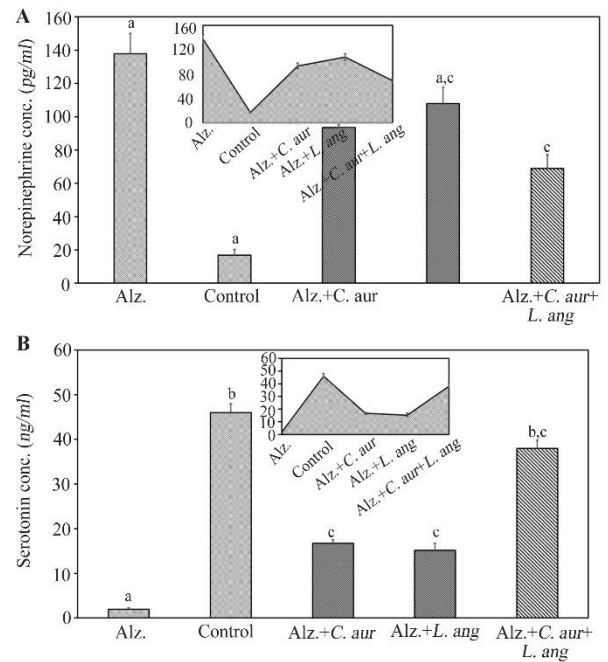 A
Norepinephrine conc. (pg/ml)
160
140
120
100
80
60
40
20
0
a
a
a,c
c
160
120
80
40
0
Alz.
Control
Alz+C. aur
Alz.+L. ang
Alz.+C. aur+L. ang
Alz.
Control
Alz.+C. aur
Alz.+C. aur+
L. ang
B
Serotonin conc. (ng/ml)
60
50
40
30
20
10
0
a
b
c
c
b,c
60
50
40
30
20
10
0
Alz.
Control
Alz.+C. aur
Alz.+L. ang
Alz.+C. aur+L. ang
Alz.
Control
Alz.+C. aur
Alz.+L. ang
Alz.+C. aur+
L. ang